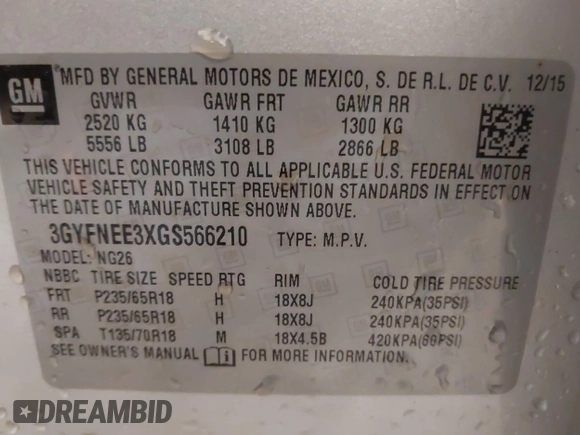 GM
MFD BY GENERAL MOTORS DE MEXICO, S. DE R.L. DE C.V. 12/15
GVWR GAWR FRT GAWR RR
2520 KG 1410 KG 1300 KG
5556 LB 3108 LB 2866 LB
THIS VEHICLE CONFORMS TO ALL APPLICABLE U.S. FEDERAL MOTOR
VEHICLE SAFETY AND THEFT PREVENTION STANDARDS IN EFFECT ON
THE DATE OF MANUFACTURE SHOWN ABOVE.
3GYFNEE3XGS566210 TYPE: M.P.V.
MODEL: NG26
NBBC TIRE SIZE SPEED RTG RIM COLD TIRE PRESSURE
FRT P235/65R18 H 18X8J 240KPA(35PSI)
RR P235/65R18 H 18X8J 240KPA(35PSI)
SPA T135/70R18 M 18X4.5B 420KPA(60PSI)
SEE OWNER'S MANUAL FOR MORE INFORMATION.
DREAMBID